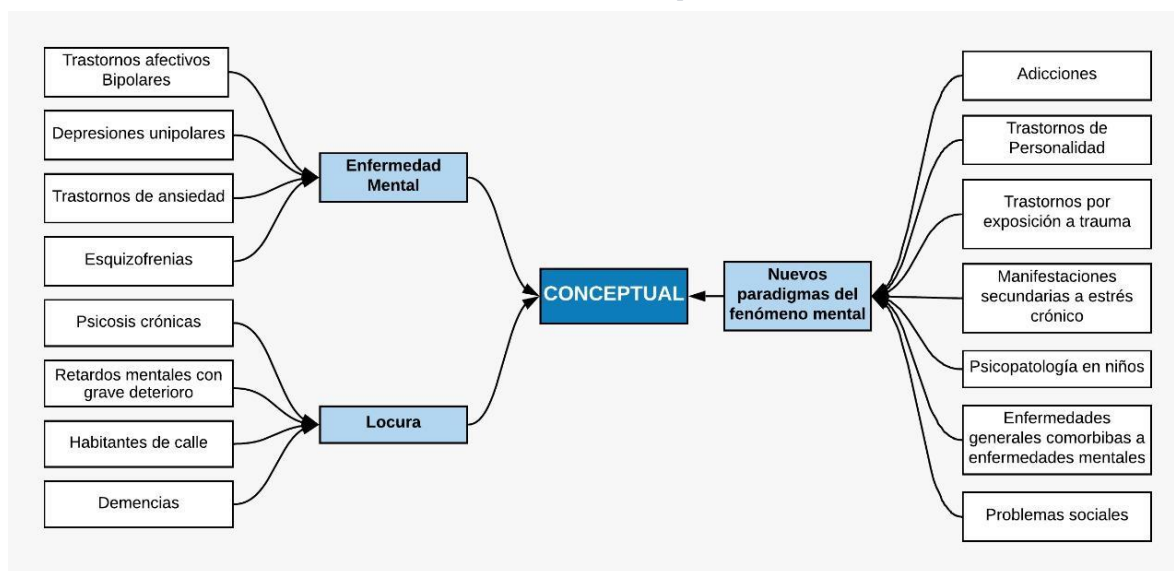 Trastornos afectivos
Bipolares
Depresiones unipolares
Trastornos de ansiedad
Esquizofrenias
Psicosis crónicas
Retardos mentales con
grave deterioro
Habitantes de calle
Demencias
Enfermedad
Mental
Locura
CONCEPTUAL
Nuevos
paradigmas del
fenómeno mental
Adicciones
Trastornos de
Personalidad
Trastornos por
exposición a trauma
Manifestaciones
secundarias a estrés
crónico
Psicopatología en niños
Enfermedades
generales comorbibas a
enfermedades mentales
Problemas sociales